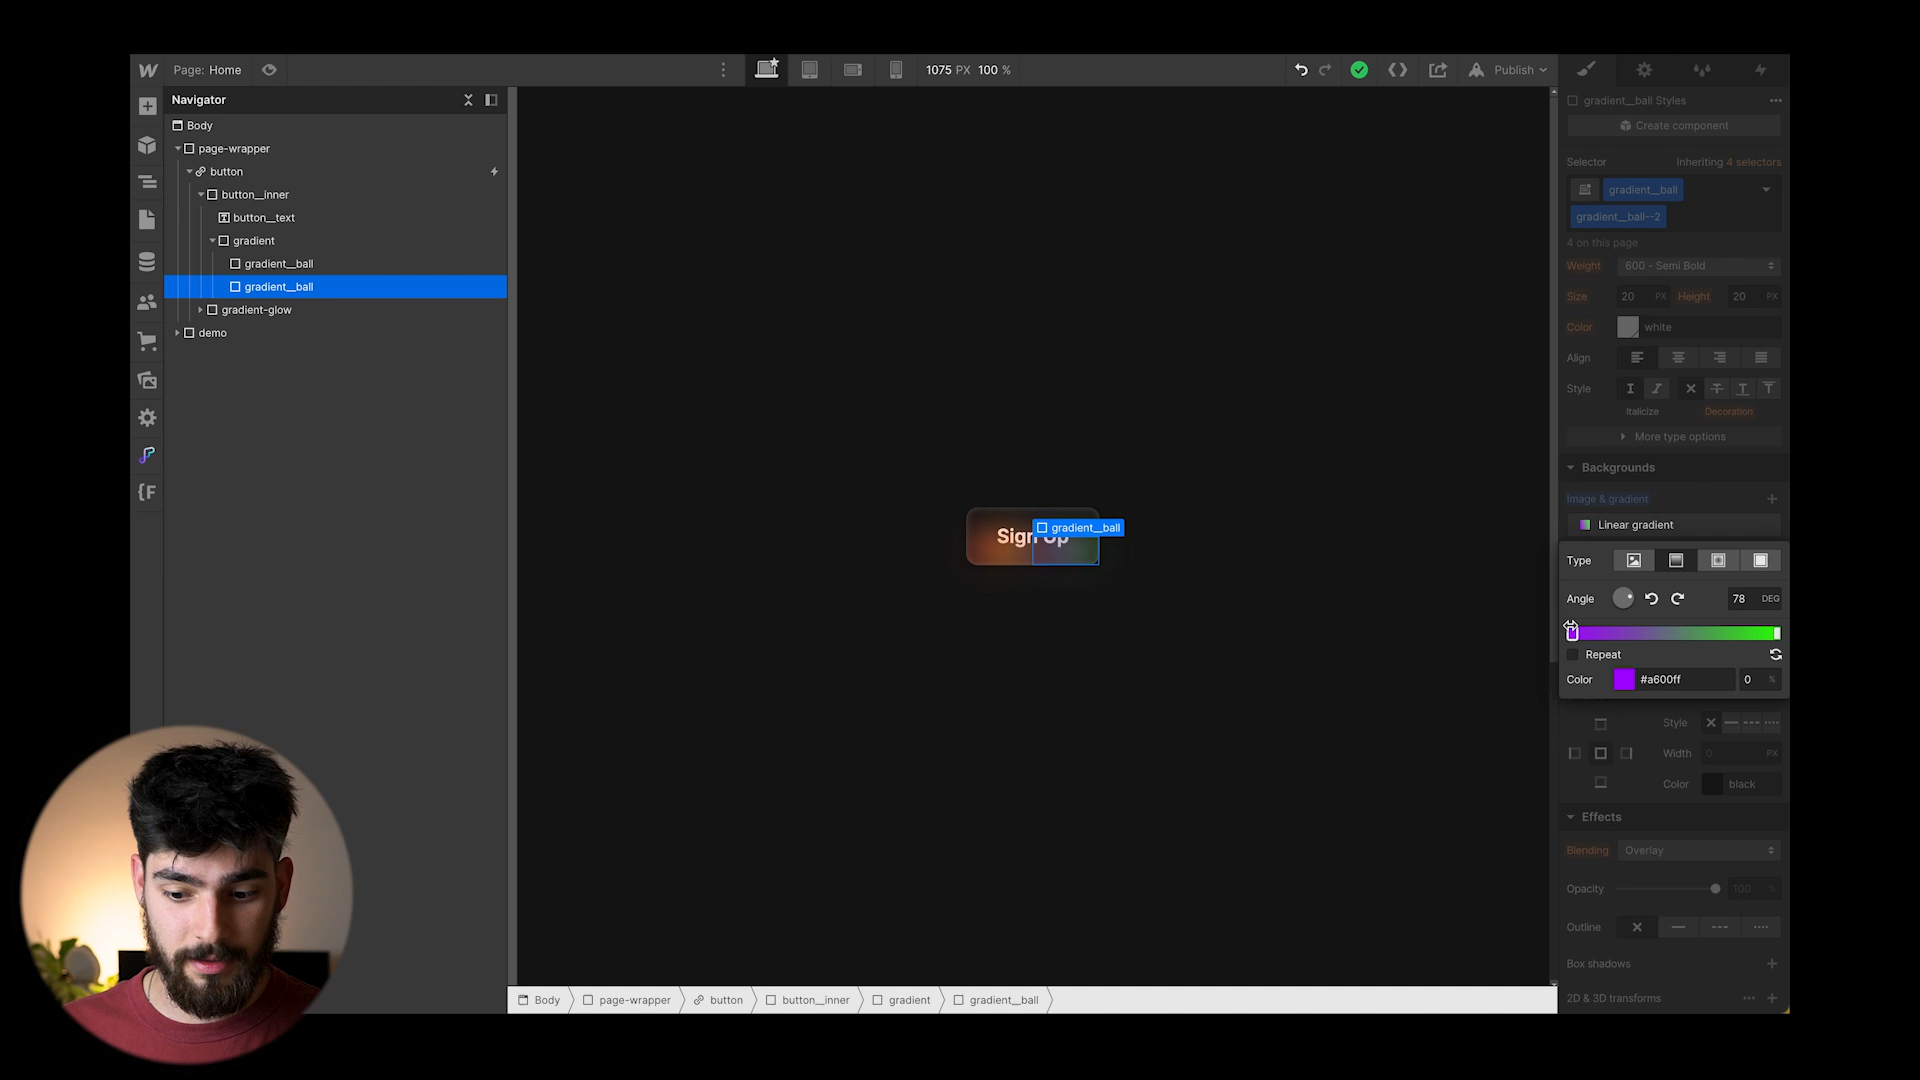 Page: Home
1075 PX 100 %
Publish
Navigator
Body
page-wrapper
button
button__inner
button__text
gradient
gradient__ball
gradient__ball
gradient-glow
demo
Sign Up
gradient__ball
gradient__ball Styles
Create component
Selector
Inheriting 4 selectors
gradient__ball
gradient__ball--2
4 on this page
Weight
600 - Semi Bold
Size
20 PX
Height
20 PX
Color
white
Align
Style
Italicize
Decoration
More type options
Backgrounds
Image & gradient
Linear gradient
Type
Angle
78 DEG
Repeat
Color
#a600ff
0 %
Style
Width
0 PX
Color
black
Effects
Blending
Overlay
Opacity
100 %
Outline
Box shadows
2D & 3D transforms
Body
page-wrapper
button
button__inner
gradient
gradient__ball